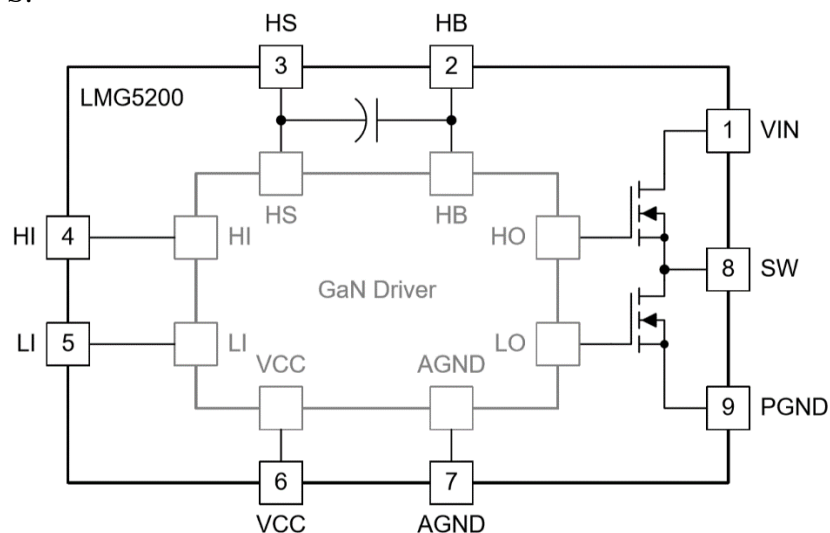 s.
HS HB
3 2
LMG5200
1 VIN
HS HB
HI 4 HI HO
8 SW
GaN Driver
LI 5 LI LO
VCC AGND
9 PGND
6 7
VCC AGND